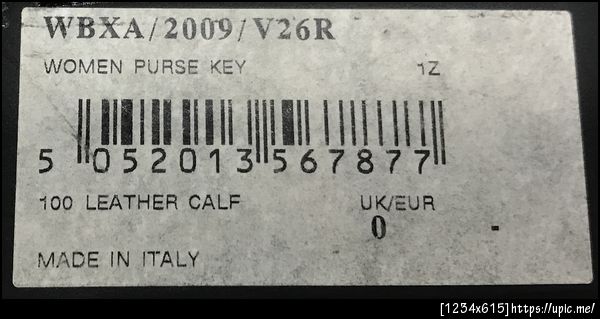 WBXA/2009/V26R
WOMEN PURSE KEY 1Z
5 052013 567877
100 LEATHER CALF UK/EUR
0 -
MADE IN ITALY
[1234x615]https://upic.me/